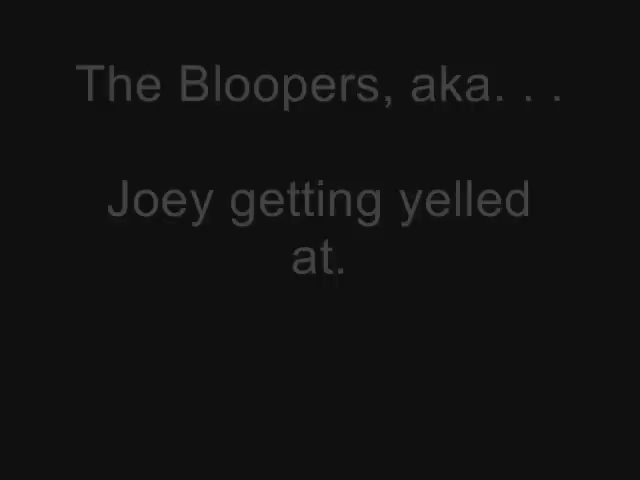 The Bloopers, aka. . .
Joey getting yelled
at.